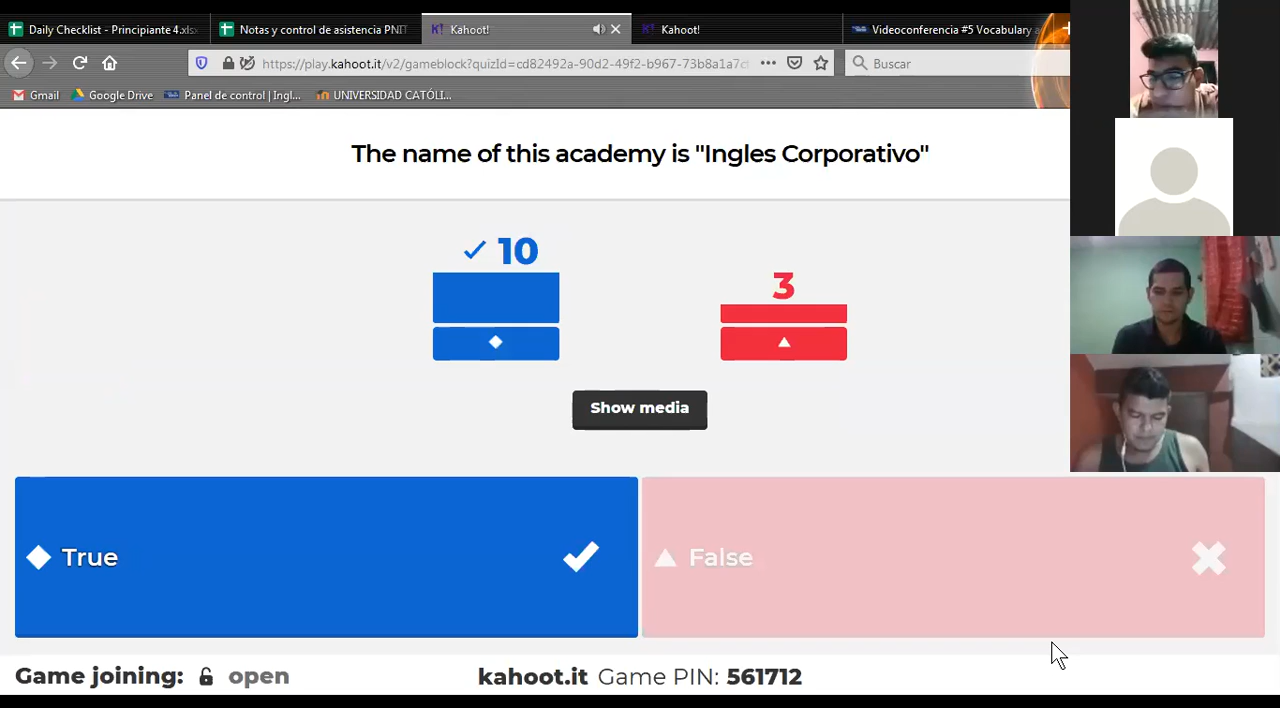 Daily Checklist - Principiante 4.xlsx
Notas y control de asistencia PNIT
Kahoot!
Kahoot!
Videoconferencia #5 Vocabulary a
https://play.kahoot.it/v2/gameblock?quizId=cd82492a-90d2-49f2-b967-73b8a1a7c
Buscar
Gmail
Google Drive
Panel de control | Ingl...
UNIVERSIDAD CATÓLI...
The name of this academy is "Ingles Corporativo"
10
3
Show media
True
False
Game joining: open
kahoot.it Game PIN: 561712